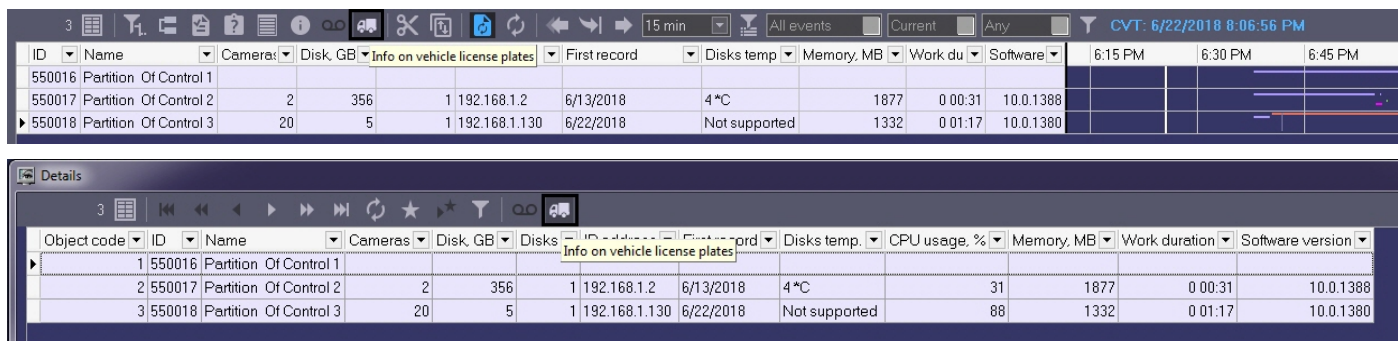 3 15 min All events Current Any CVT: 6/22/2018 8:06:56 PM
ID Name Cameras Disk, GB Info on vehicle license plates First record Disks temp Memory, MB Work du Software 6:15 PM 6:30 PM 6:45 PM
550016 Partition Of Control 1
550017 Partition Of Control 2 2 356 1 192.168.1.2 6/13/2018 4 *C 1877 0 00:31 10.0.1388
550018 Partition Of Control 3 20 5 1 192.168.1.130 6/22/2018 Not supported 1332 0 01:17 10.0.1380
Details
3
Object code ID Name Cameras Disk, GB Disks Disks temp. CPU usage, % Memory, MB Work duration Software version
Info on vehicle license plates
1 550016 Partition Of Control 1
2 550017 Partition Of Control 2 2 356 1 192.168.1.2 6/13/2018 4 *C 31 1877 0 00:31 10.0.1388
3 550018 Partition Of Control 3 20 5 1 192.168.1.130 6/22/2018 Not supported 88 1332 0 01:17 10.0.1380